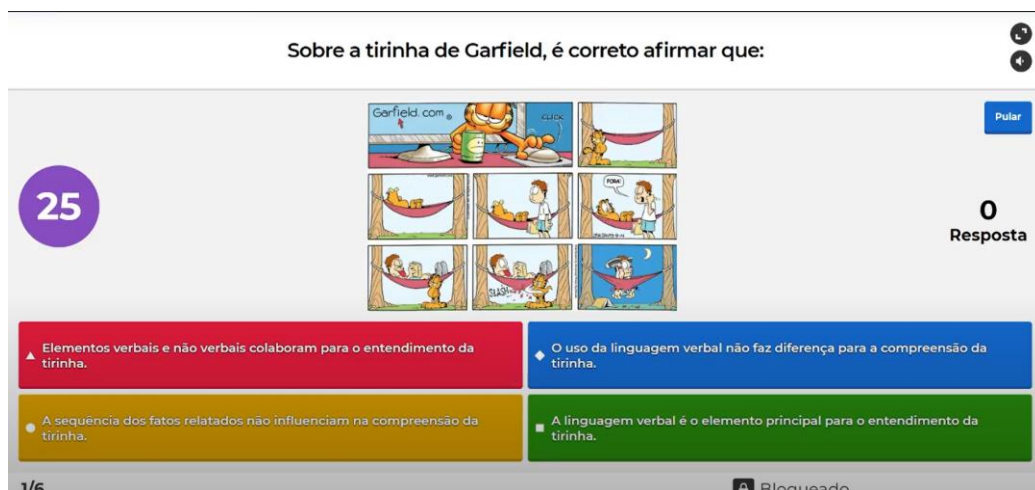 Sobre a tirinha de Garfield, é correto afirmar que:
Pular
Garfield.com
CLICK
FORA!
SLASH
25
0
Resposta
Elementos verbais e não verbais colaboram para o entendimento da
tirinha.
O uso da linguagem verbal não faz diferença para a compreensão da
tirinha.
A sequência dos fatos relatados não influenciam na compreensão da
tirinha.
A linguagem verbal é o elemento principal para o entendimento da
tirinha.
1/6
Bloqueado